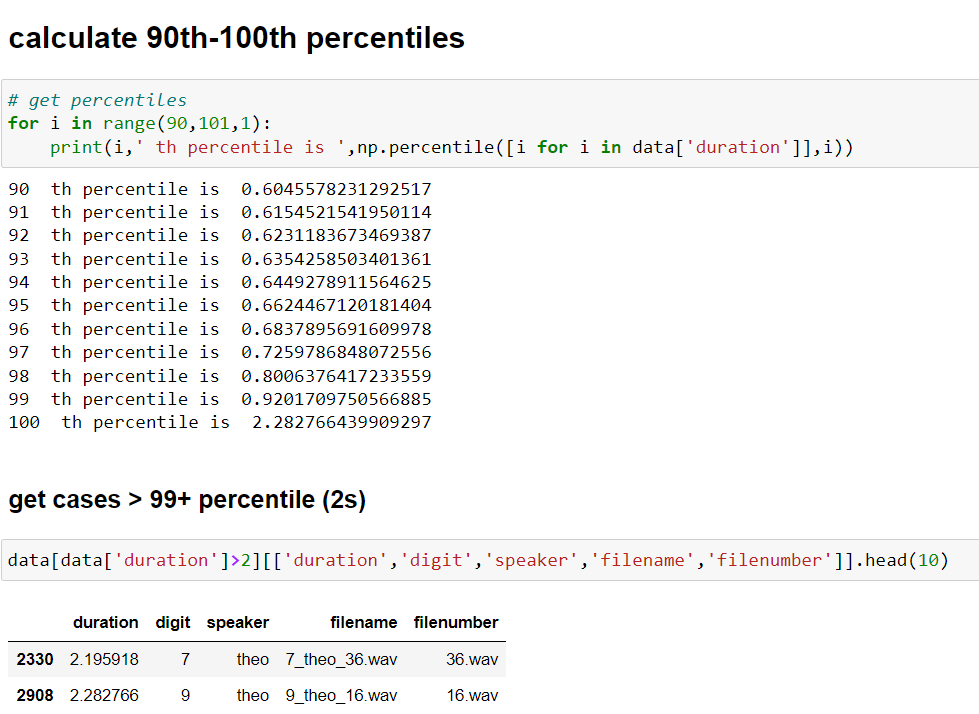 calculate 90th-100th percentiles
# get percentiles
for i in range(90,101,1):
    print(i,' th percentile is ',np.percentile([i for i in data['duration']],i))
90  th percentile is  0.6045578231292517
91  th percentile is  0.6154521541950114
92  th percentile is  0.6231183673469387
93  th percentile is  0.6354258503401361
94  th percentile is  0.6449278911564625
95  th percentile is  0.6624467120181404
96  th percentile is  0.6837895691609978
97  th percentile is  0.7259786848072556
98  th percentile is  0.8006376417233559
99  th percentile is  0.9201709750566885
100  th percentile is  2.282766439909297
get cases > 99+ percentile (2s)
data[data['duration']>2][['duration','digit','speaker','filename','filenumber']].head(10)
duration digit speaker filename filenumber
2330 2.195918 7 theo 7_theo_36.wav 36.wav
2908 2.282766 9 theo 9_theo_16.wav 16.wav